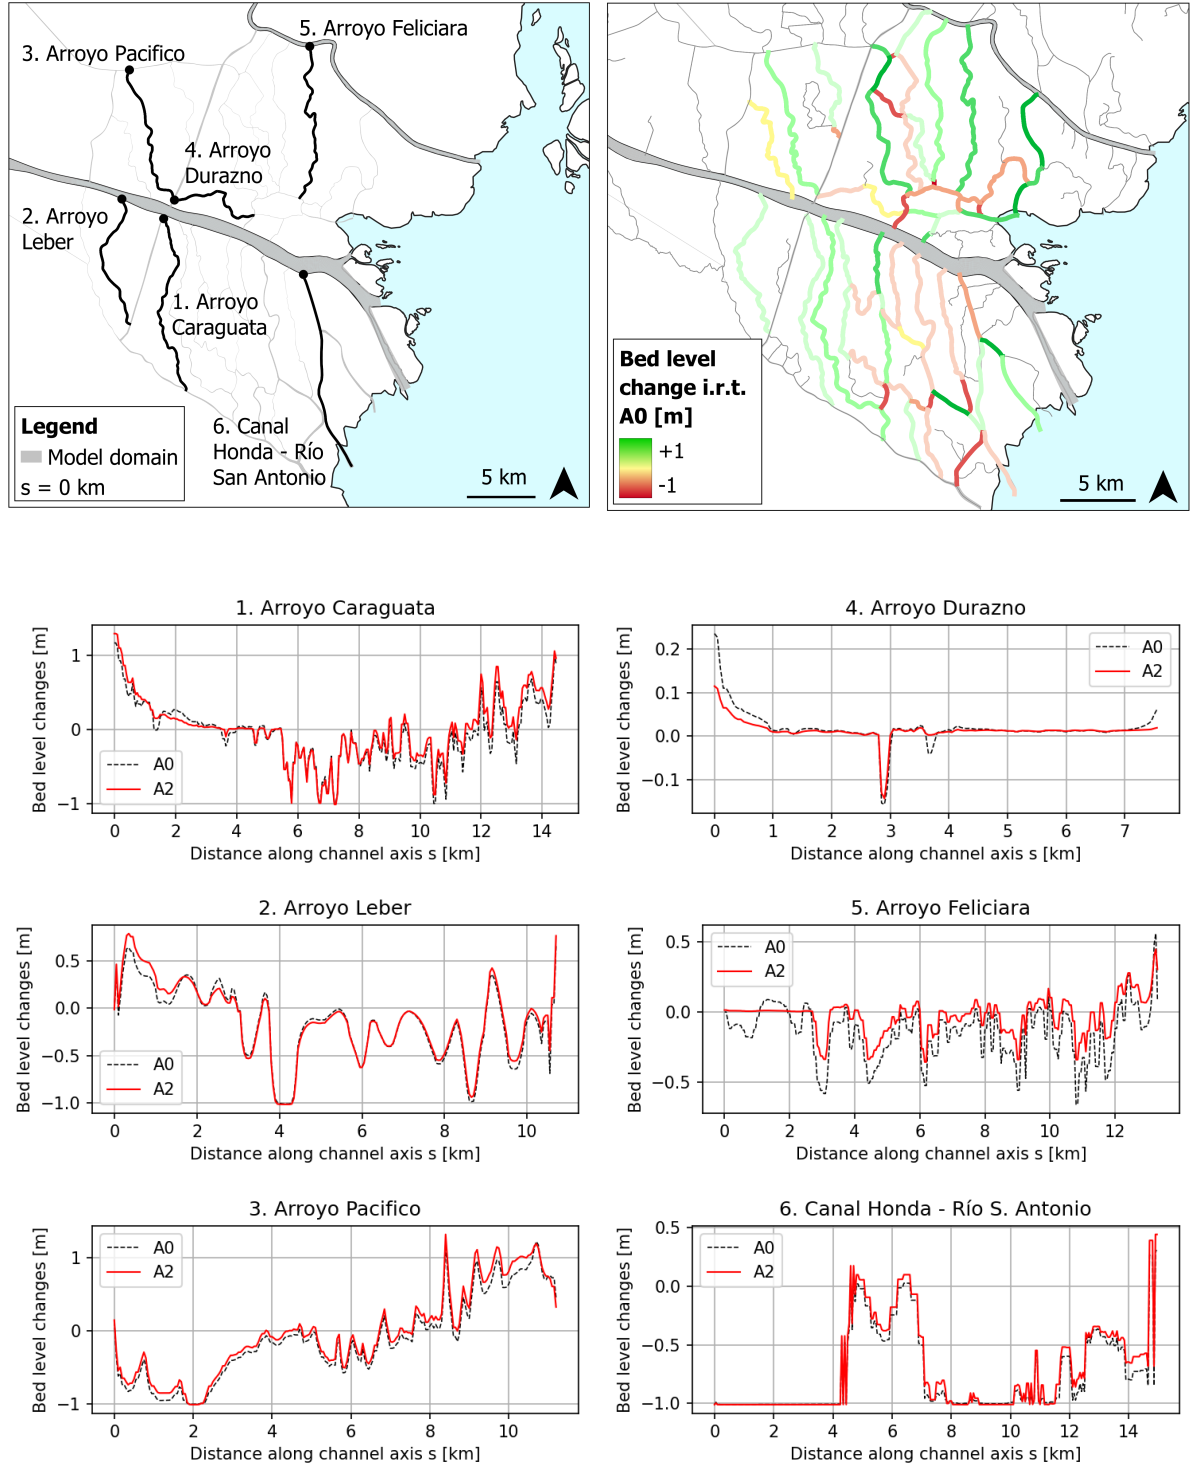 5. Arroyo Feliciara
3. Arroyo Pacifico
4. Arroyo
Durazno
2. Arroyo
Leber
1. Arroyo
Caraguata
6. Canal
Honda - Río
San Antonio
Legend
Model domain
s = 0 km
5 km
Bed level
change i.r.t.
A0 [m]
+1
-1
5 km
1. Arroyo Caraguata
Bed level changes [m]
1
0
−1
A0
A2
0 2 4 6 8 10 12 14
Distance along channel axis s [km]
4. Arroyo Durazno
Bed level changes [m]
0.2
0.1
0.0
−0.1
A0
A2
0 1 2 3 4 5 6 7
Distance along channel axis s [km]
2. Arroyo Leber
Bed level changes [m]
0.5
0.0
−0.5
−1.0
A0
A2
0 2 4 6 8 10
Distance along channel axis s [km]
5. Arroyo Feliciara
Bed level changes [m]
0.5
0.0
−0.5
A0
A2
0 2 4 6 8 10 12
Distance along channel axis s [km]
3. Arroyo Pacifico
Bed level changes [m]
1
0
−1
A0
A2
0 2 4 6 8 10
Distance along channel axis s [km]
6. Canal Honda - Río S. Antonio
Bed level changes [m]
0.5
0.0
−0.5
−1.0
A0
A2
0 2 4 6 8 10 12 14
Distance along channel axis s [km]